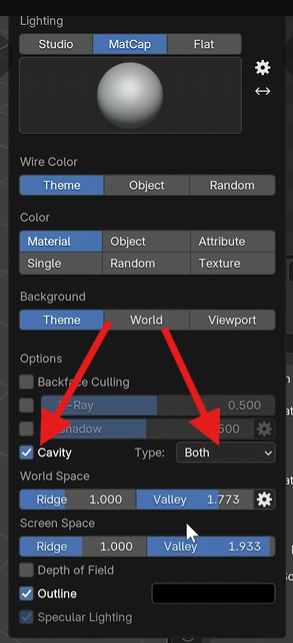 Lighting
Studio MatCap Flat
Wire Color
Theme Object Random
Color
Material Object Attribute
Single Random Texture
Background
Theme World Viewport
Options
Backface Culling
X-Ray 0.500
Shadow
Cavity Type: Both
World Space
Ridge 1.000 Valley 1.773
Screen Space
Ridge 1.000 Valley 1.933
Depth of Field
Outline
Specular Lighting